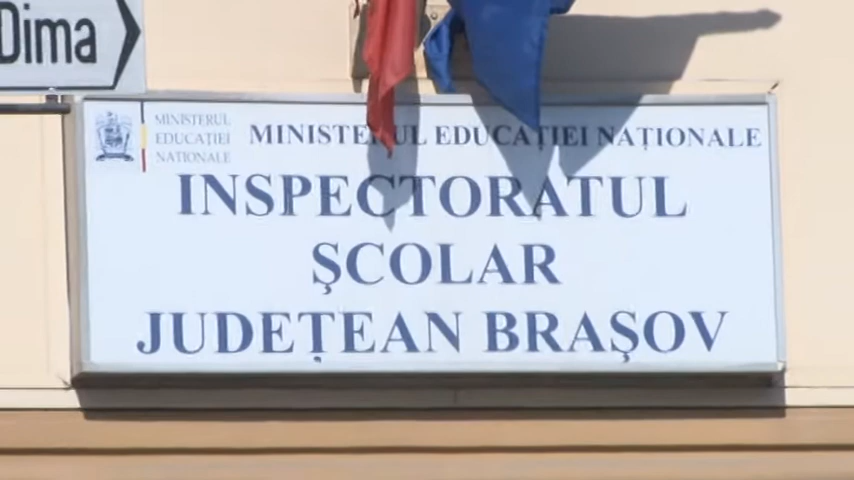 Dima
MINISTERUL
EDUCAȚIEI
NAȚIONALE
MINISTERUL EDUCAȚIEI NAȚIONALE
INSPECTORATUL
ŞCOLAR
JUDEȚEAN BRAŞOV